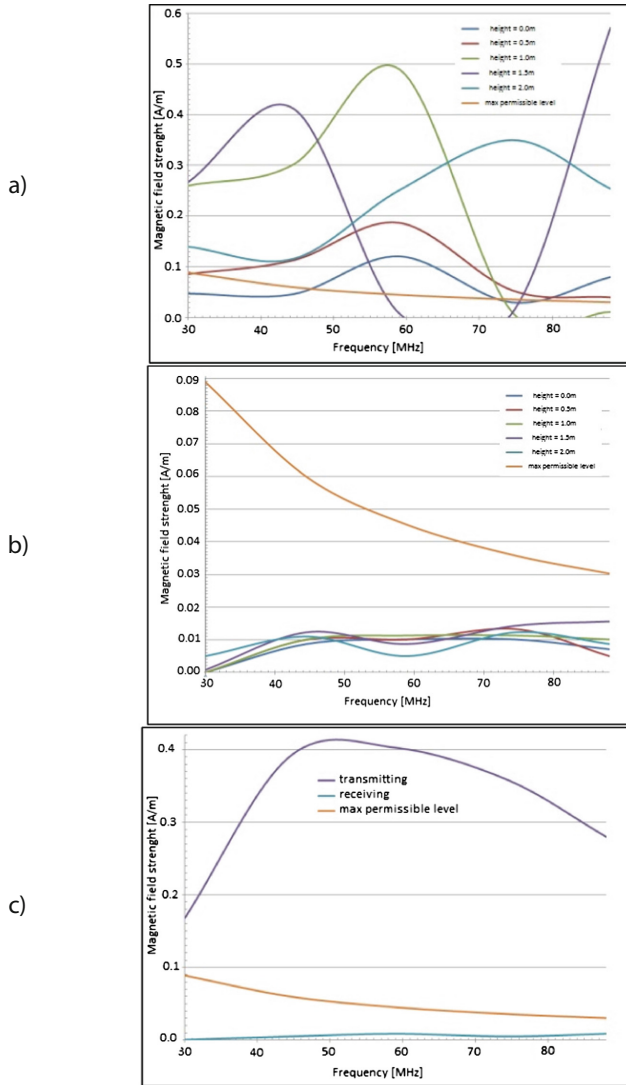 a)
Magnetic field strenght [A/m]
0.6
0.5
0.4
0.3
0.2
0.1
0.0
height = 0.0m
height = 0.5m
height = 1.0m
height = 1.5m
height = 2.0m
max permissible level
30 40 50 60 70 80
Frequency [MHz]
b)
Magnetic field strenght [A/m]
0.09
0.08
0.07
0.06
0.05
0.04
0.03
0.02
0.01
0.00
height = 0.0m
height = 0.5m
height = 1.0m
height = 1.5m
height = 2.0m
max permissible level
30 40 50 60 70 80
Frequency [MHz]
c)
Magnetic field strenght [A/m]
0.4
0.3
0.2
0.1
0.0
transmitting
receiving
max permissible level
30 40 50 60 70 80
Frequency [MHz]